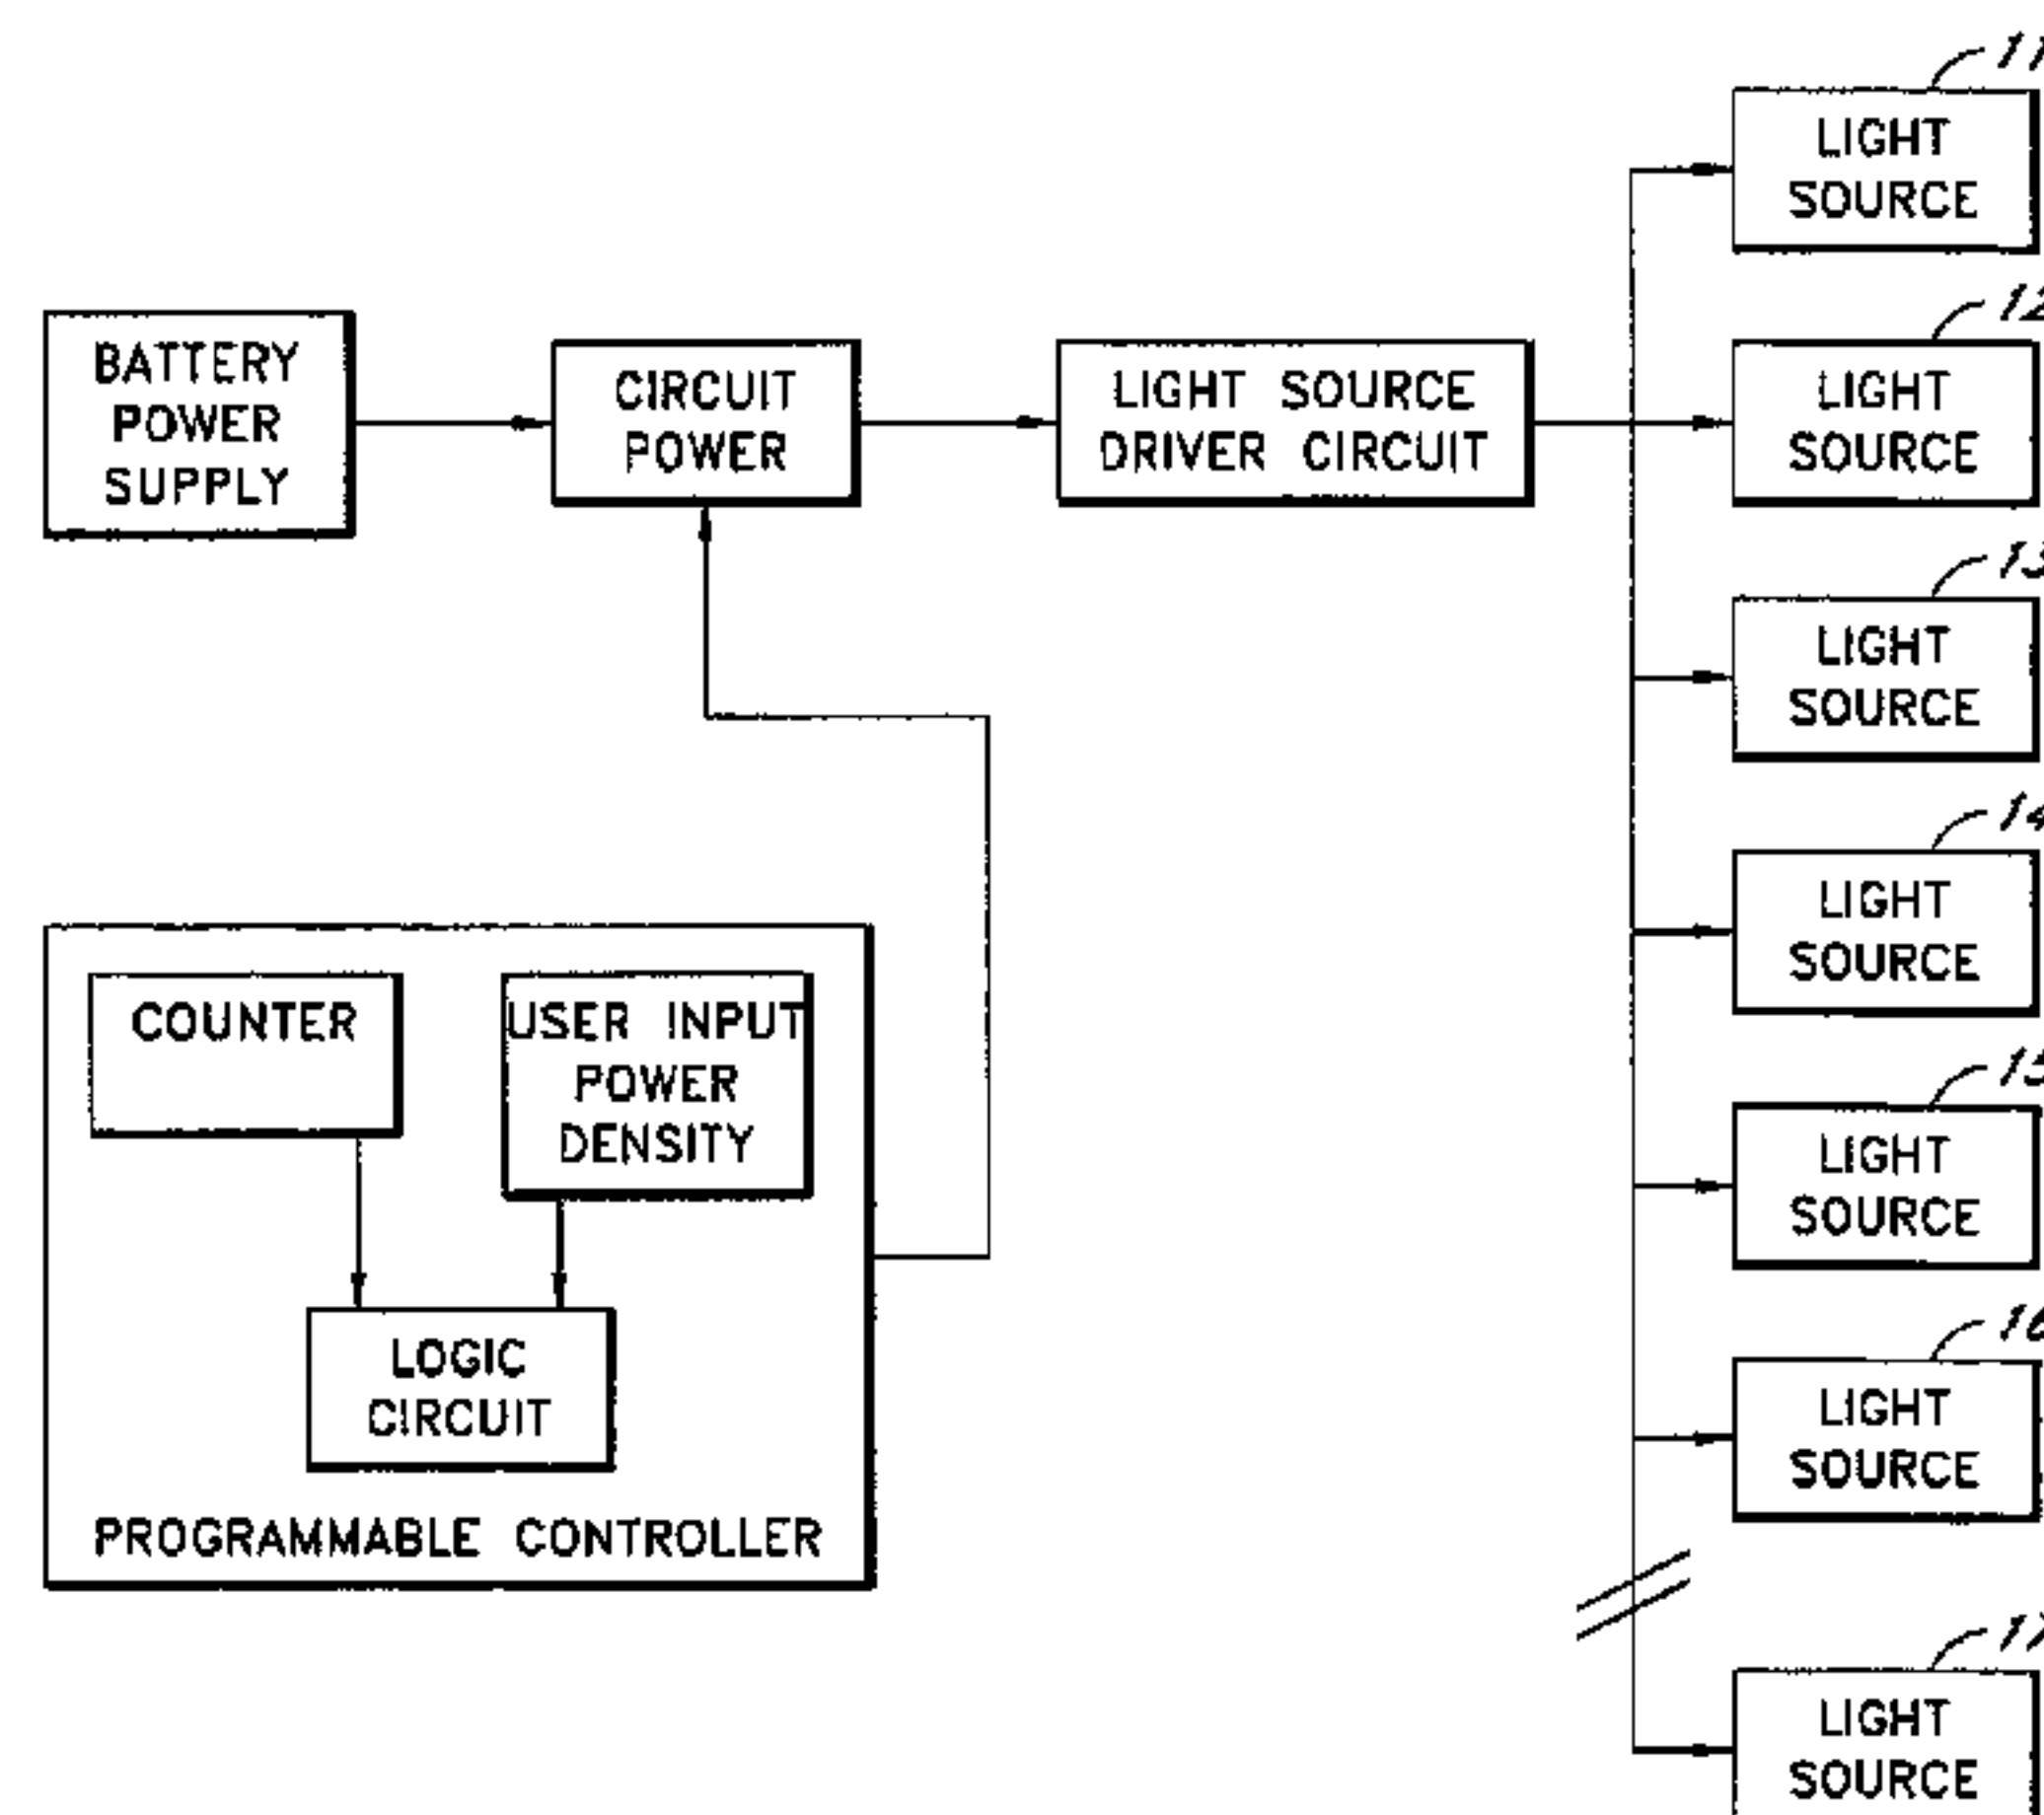 BATTERY
POWER
SUPPLY
CIRCUIT
POWER
LIGHT SOURCE
DRIVER CIRCUIT
COUNTER
USER INPUT
POWER
DENSITY
LOGIC
CIRCUIT
PROGRAMMABLE CONTROLLER
LIGHT
SOURCE
LIGHT
SOURCE
LIGHT
SOURCE
LIGHT
SOURCE
LIGHT
SOURCE
LIGHT
SOURCE
LIGHT
SOURCE